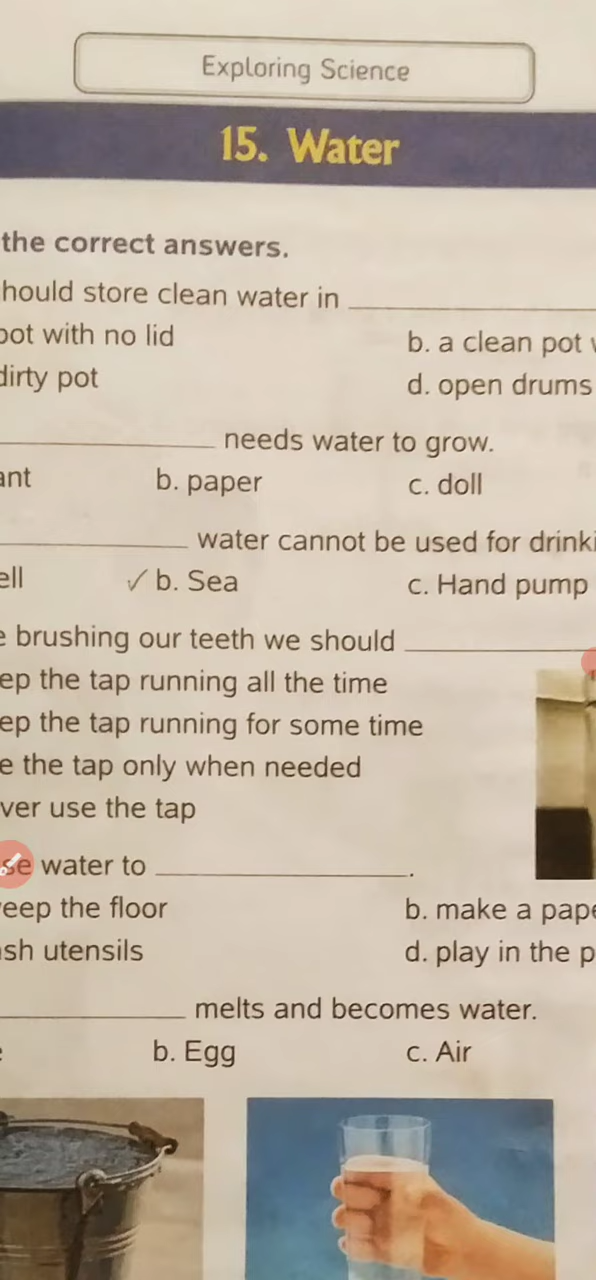 Exploring Science
15. Water
the correct answers.
hould store clean water in
pot with no lid b. a clean pot
dirty pot d. open drums
needs water to grow.
ant b. paper c. doll
water cannot be used for drinki
ell ✓ b. Sea c. Hand pump
e brushing our teeth we should
ep the tap running all the time
ep the tap running for some time
e the tap only when needed
ver use the tap
se water to .
eep the floor b. make a pape
sh utensils d. play in the p
melts and becomes water.
b. Egg c. Air